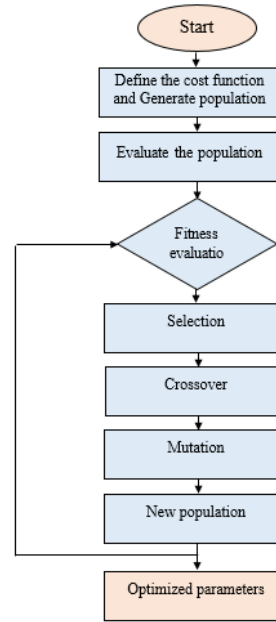 Start
Define the cost function
and Generate population
Evaluate the population
Fitness
evaluatio
Selection
Crossover
Mutation
New population
Optimized parameters